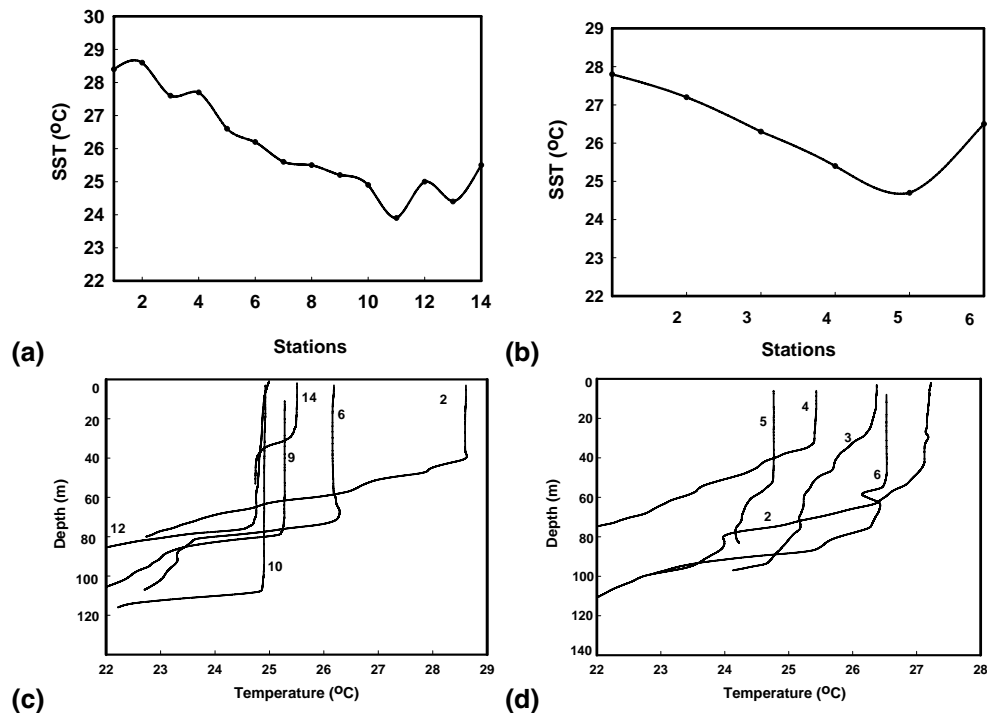 (a)
SST (ºC)
30
29
28
27
26
25
24
23
22
2 4 6 8 10 12 14
Stations
(b)
SST (ºC)
29
28
27
26
25
24
23
22
2 3 4 5 6
Stations
(c)
Depth (m)
0
20
40
60
80
100
120
14 6 2
9
12
10
22 23 24 25 26 27 28 29
Temperature (ºC)
(d)
Depth (m)
0
20
40
60
80
100
120
140
5 4
3
6
2
22 23 24 25 26 27 28
Temperature (ºC)